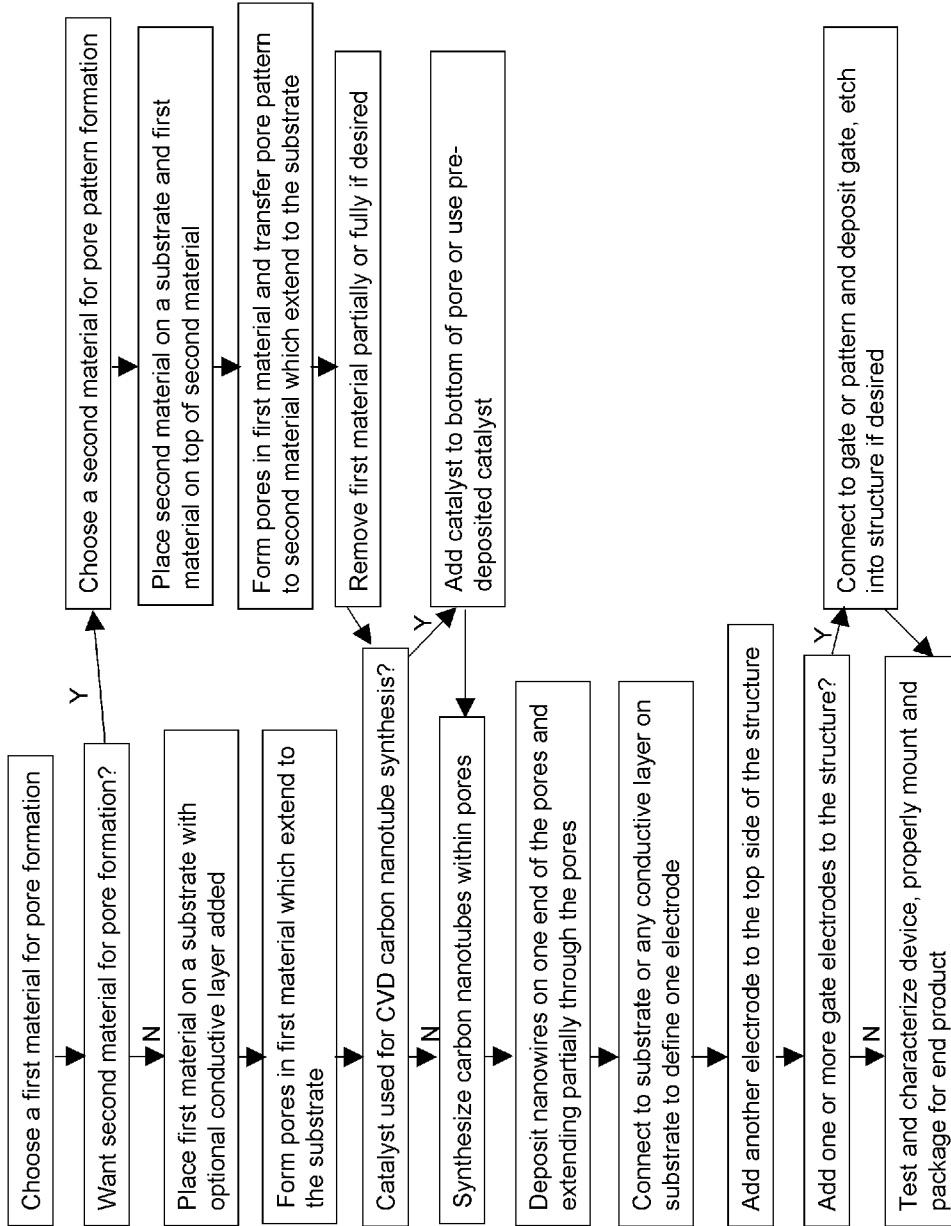 Choose a first material for pore formation
Want second material for pore formation?
Y
N
Choose a second material for pore pattern formation
Place second material on a substrate and first
material on top of second material
Form pores in first material and transfer pore pattern
to second material which extend to the substrate
Remove first material partially or fully if desired
Place first material on a substrate with
optional conductive layer added
Form pores in first material which extend to
the substrate
Catalyst used for CVD carbon nanotube synthesis?
Y
N
Add catalyst to bottom of pore or use pre-
deposited catalyst
Synthesize carbon nanotubes within pores
Deposit nanowires on one end of the pores and
extending partially through the pores
Connect to substrate or any conductive layer on
substrate to define one electrode
Add another electrode to the top side of the structure
Add one or more gate electrodes to the structure?
Y
N
Connect to gate or pattern and deposit gate, etch
into structure if desired
Test and characterize device, properly mount and
package for end product